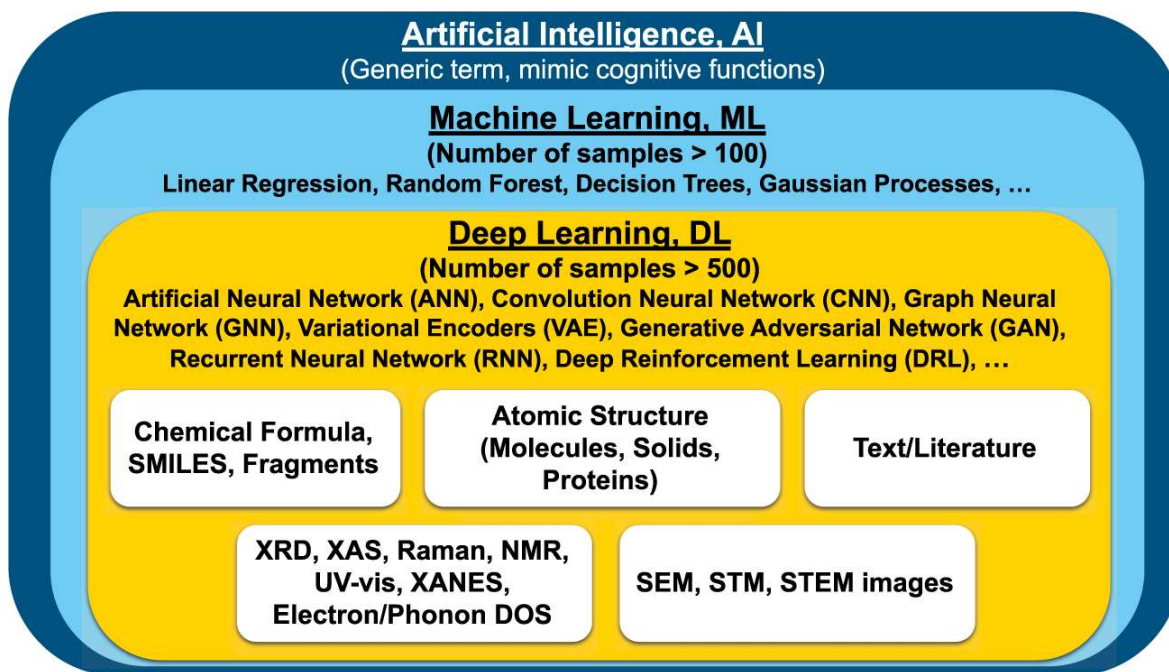 Artificial Intelligence, AI
(Generic term, mimic cognitive functions)
Machine Learning, ML
(Number of samples > 100)
Linear Regression, Random Forest, Decision Trees, Gaussian Processes, …
Deep Learning, DL
(Number of samples > 500)
Artificial Neural Network (ANN), Convolution Neural Network (CNN), Graph Neural
Network (GNN), Variational Encoders (VAE), Generative Adversarial Network (GAN),
Recurrent Neural Network (RNN), Deep Reinforcement Learning (DRL), …
Chemical Formula,
SMILES, Fragments
Atomic Structure
(Molecules, Solids,
Proteins)
Text/Literature
XRD, XAS, Raman, NMR,
UV-vis, XANES,
Electron/Phonon DOS
SEM, STM, STEM images